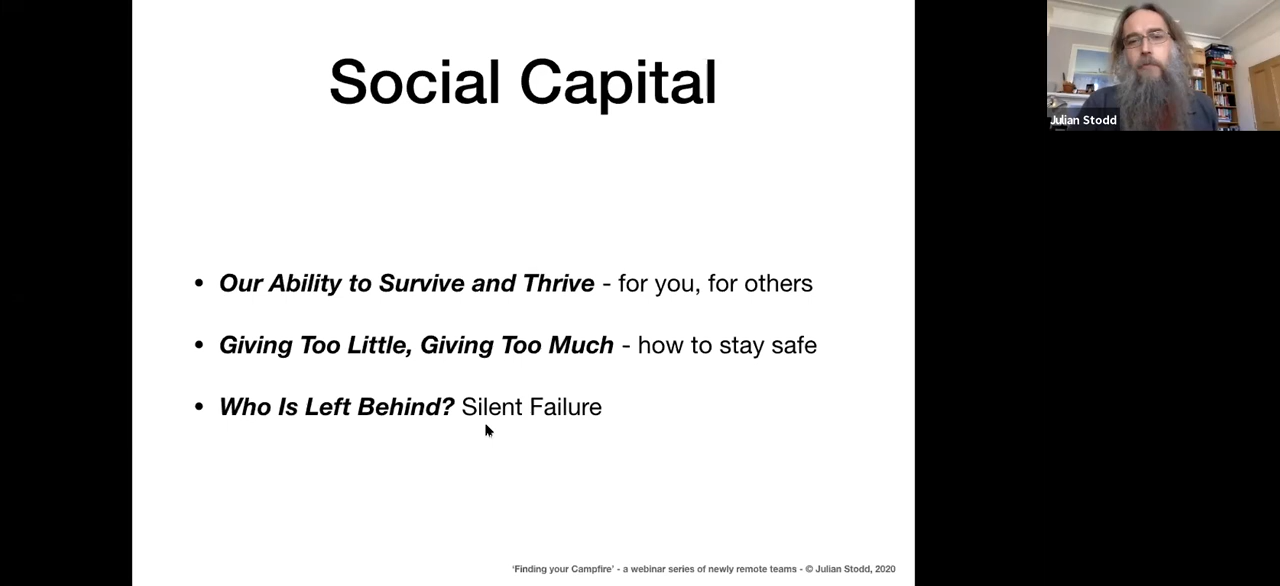 Social Capital
• Our Ability to Survive and Thrive - for you, for others
• Giving Too Little, Giving Too Much - how to stay safe
• Who Is Left Behind? Silent Failure
‘Finding your Campfire’ - a webinar series of newly remote teams - © Julian Stodd, 2020
Julian Stodd